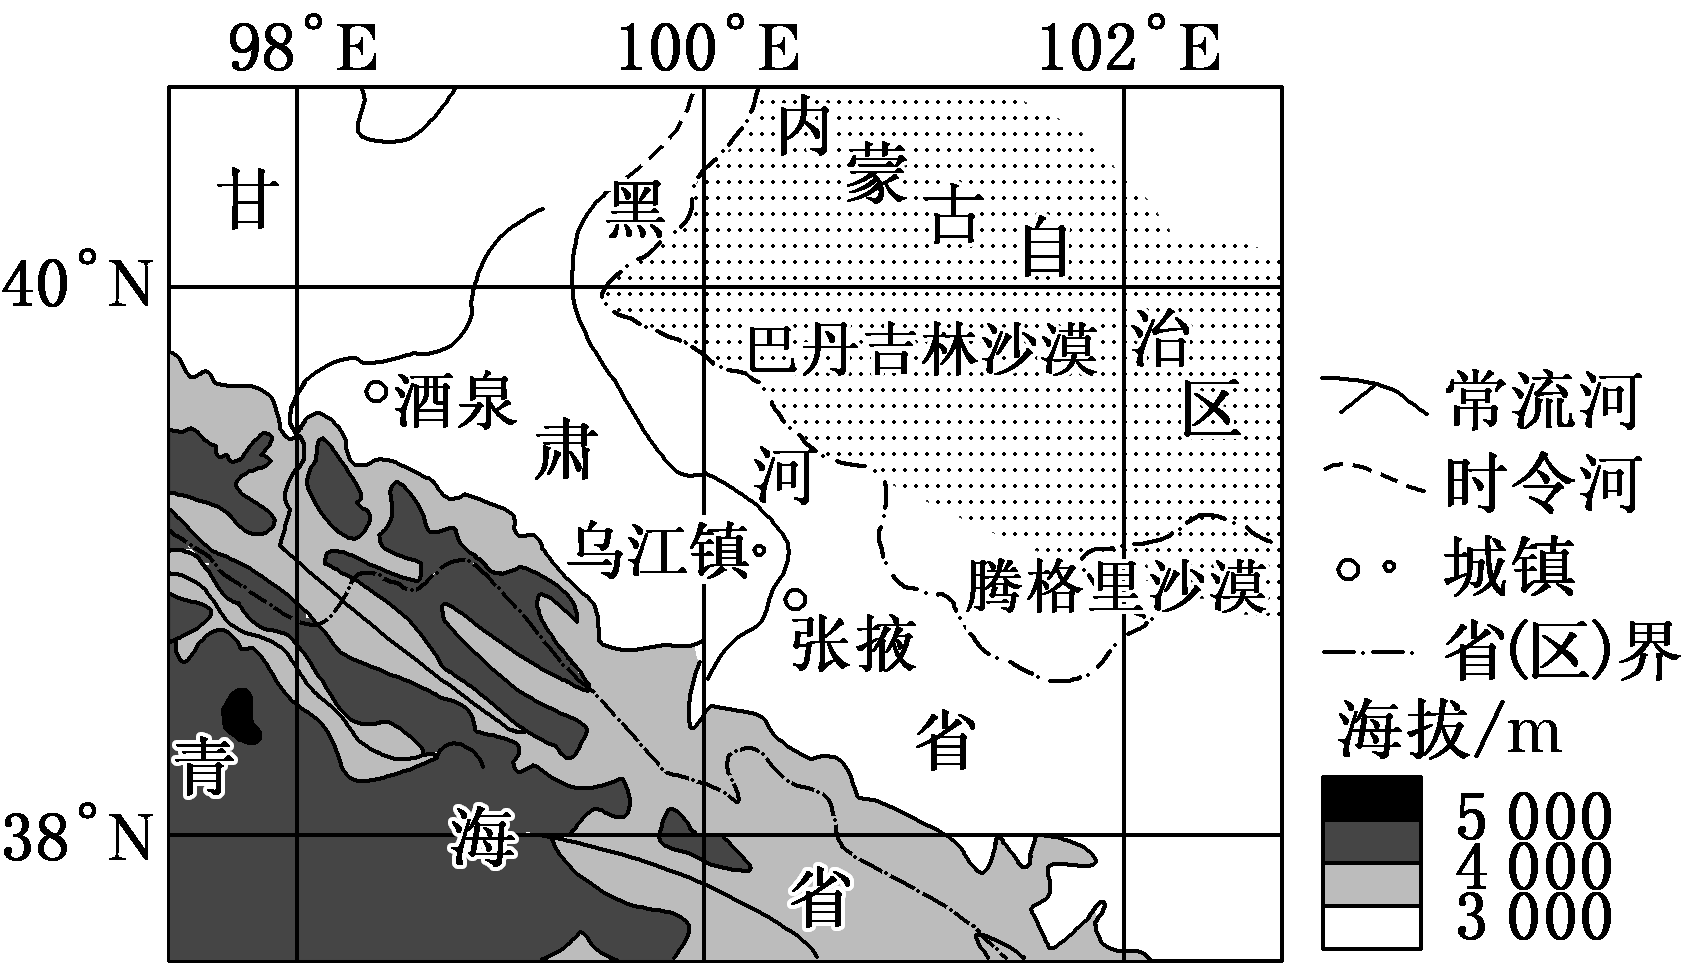 98°E 100°E 102°E
40°N
38°N
甘
肃
省
内
蒙
古
自
治
区
黑
河
巴丹吉林沙漠
酒泉
乌江镇
张掖
腾格里沙漠
青
海
省
常流河
时令河
城镇
省(区)界
海拔/m
5 000
4 000
3 000